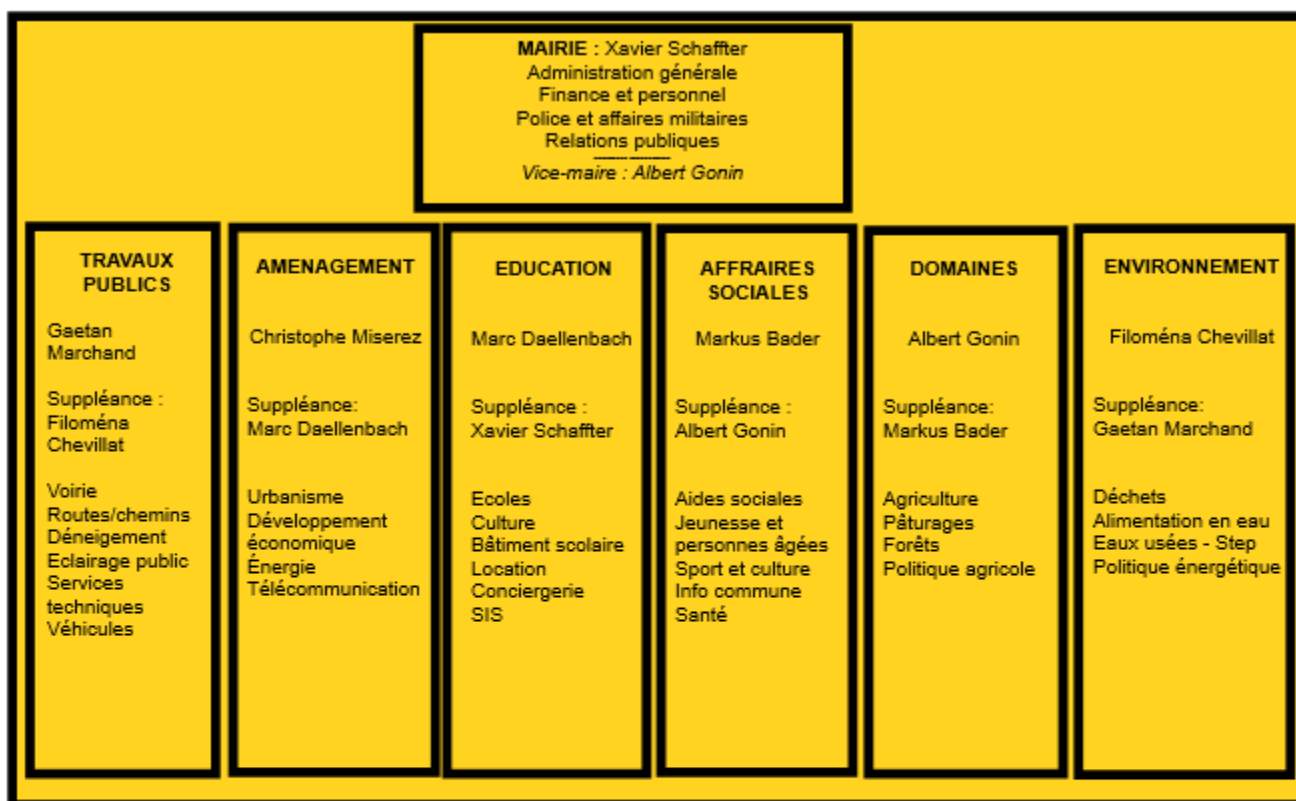 MAIRIE : Xavier Schaffter
Administration générale
Finance et personnel
Police et affaires militaires
Relations publiques
Vice-maire : Albert Gonin
TRAVAUX
PUBLICS
Gaetan
Marchand
Suppléance :
Filoména
Chevillat
Voirie
Routes/chemins
Déneigement
Eclairage public
Services
techniques
Véhicules
AMENAGEMENT
Christophe Miserez
Suppléance:
Marc Daellenbach
Urbanisme
Développement
économique
Énergie
Télécommunication
EDUCATION
Marc Daellenbach
Suppléance :
Xavier Schaffter
Ecoles
Culture
Bâtiment scolaire
Location
Conciergerie
SIS
AFFRAIRES
SOCIALES
Markus Bader
Suppléance :
Albert Gonin
Aides sociales
Jeunesse et
personnes âgées
Sport et culture
Info commune
Santé
DOMAINES
Albert Gonin
Suppléance:
Markus Bader
Agriculture
Pâturages
Forêts
Politique agricole
ENVIRONNEMENT
Filoména Chevillat
Suppléance:
Gaetan Marchand
Déchets
Alimentation en eau
Eaux usées - Step
Politique énergétique